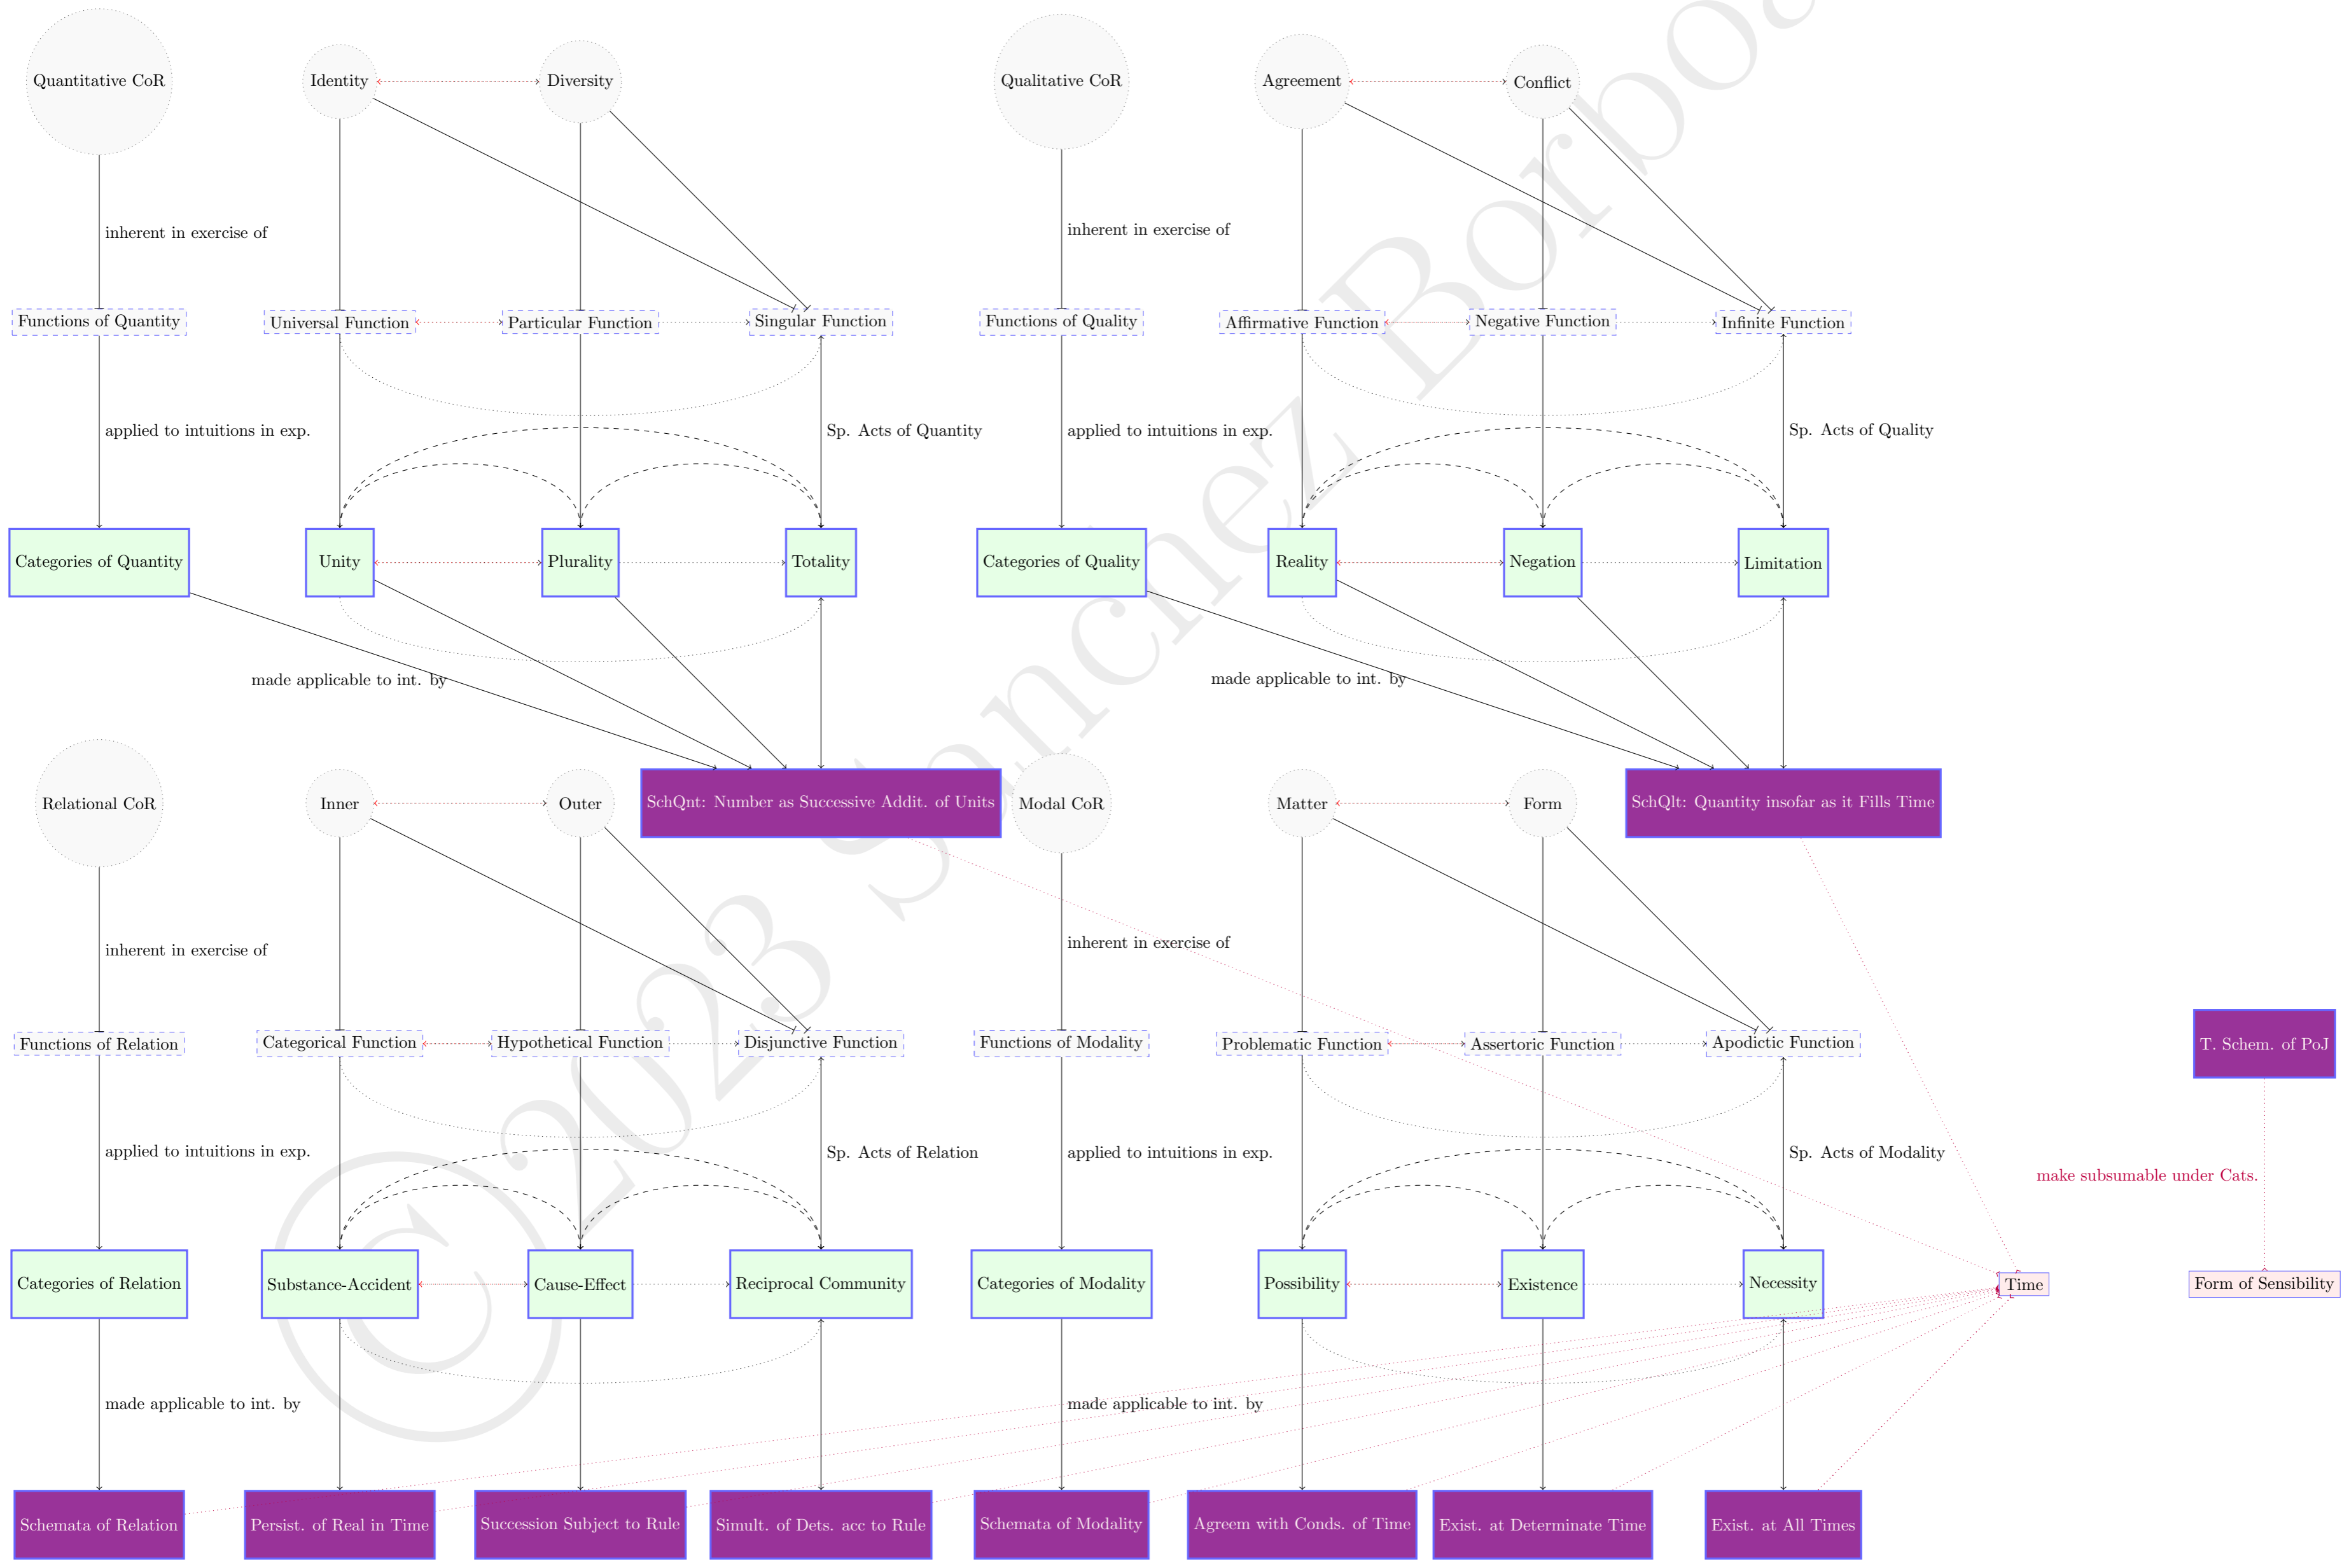 Quantitative CoR
Identity
Diversity
Qualitative CoR
Agreement
Conflict
inherent in exercise of
inherent in exercise of
Functions of Quantity
Universal Function
Particular Function
Singular Function
Functions of Quality
Affirmative Function
Negative Function
Infinite Function
applied to intuitions in exp.
Sp. Acts of Quantity
applied to intuitions in exp.
Sp. Acts of Quality
Categories of Quantity
Unity
Plurality
Totality
Categories of Quality
Reality
Negation
Limitation
made applicable to int. by
made applicable to int. by
Relational CoR
Inner
Outer
SchQnt: Number as Successive Addit. of Units
Modal CoR
Matter
Form
SchQlt: Quantity insofar as it Fills Time
inherent in exercise of
inherent in exercise of
Functions of Relation
Categorical Function
Hypothetical Function
Disjunctive Function
Functions of Modality
Problematic Function
Assertoric Function
Apodictic Function
T. Schem. of PoJ
applied to intuitions in exp.
Sp. Acts of Relation
applied to intuitions in exp.
Sp. Acts of Modality
make subsumable under Cats.
Categories of Relation
Substance-Accident
Cause-Effect
Reciprocal Community
Categories of Modality
Possibility
Existence
Necessity
Time
Form of Sensibility
made applicable to int. by
made applicable to int. by
Schemata of Relation
Persist. of Real in Time
Succession Subject to Rule
Simult. of Dets. acc to Rule
Schemata of Modality
Agreem with Conds. of Time
Exist. at Determinate Time
Exist. at All Times
©2023 Sánchez Borboa